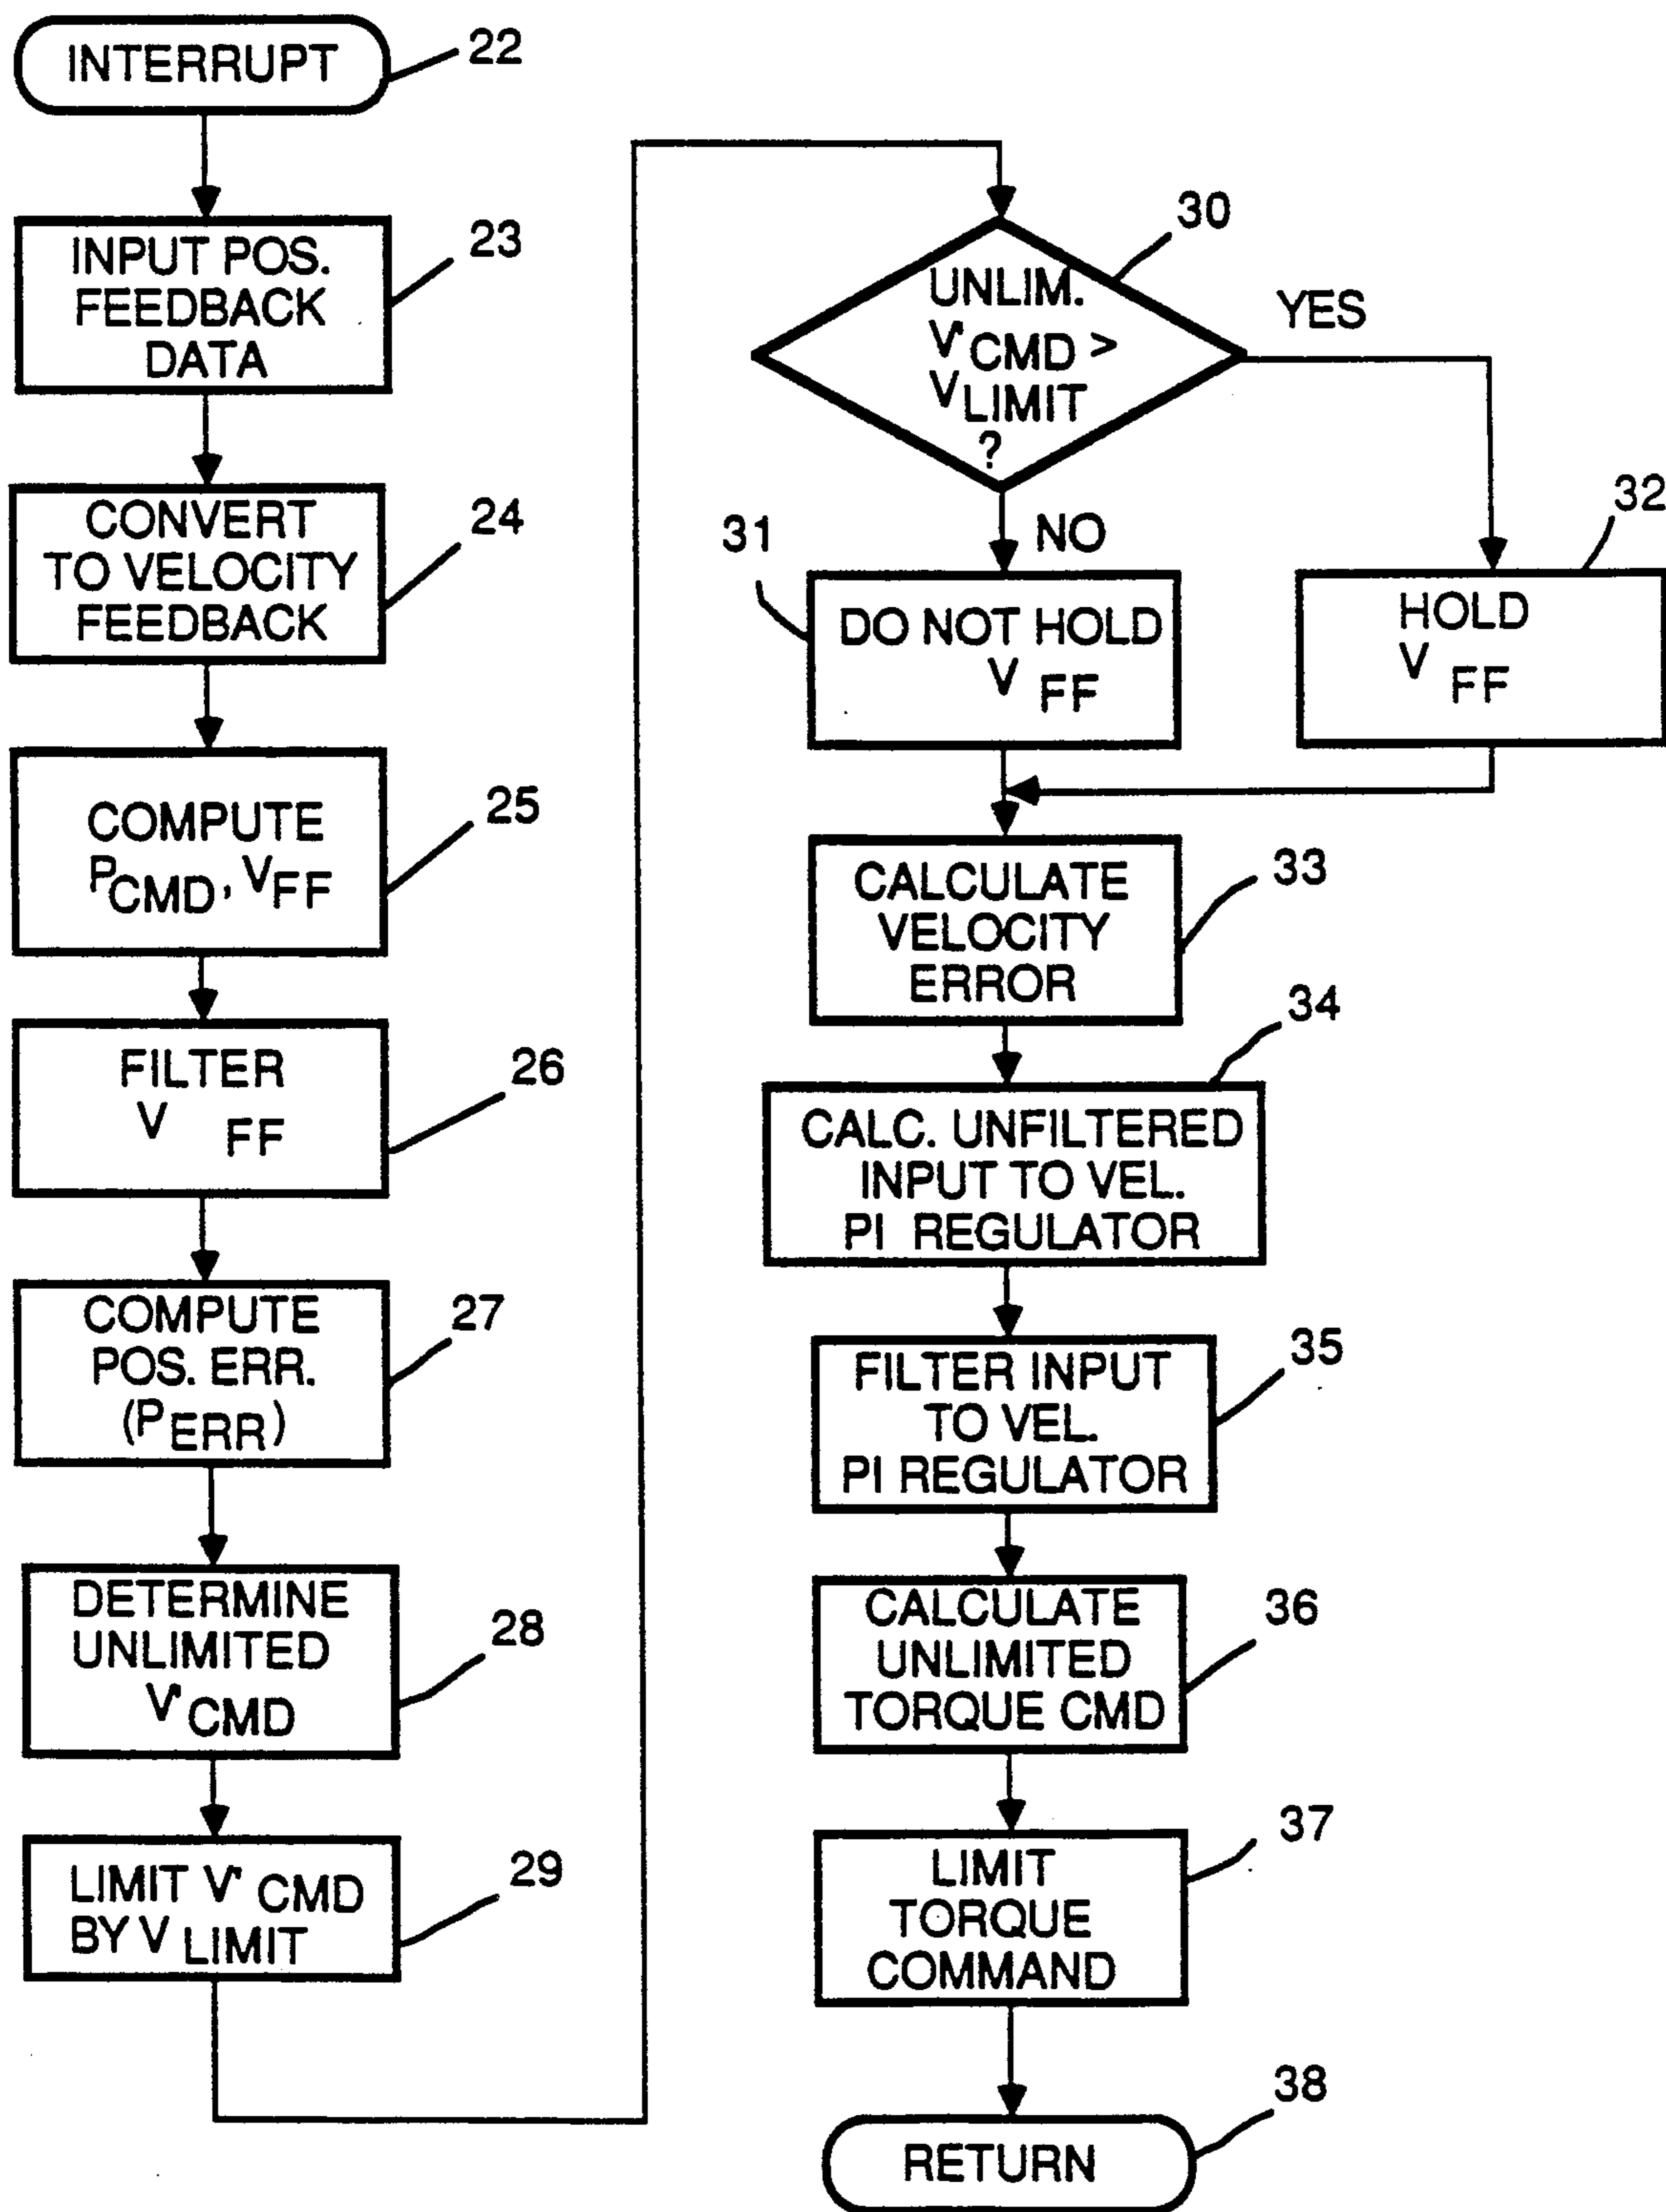 INTERRUPT
22
INPUT POS.
FEEDBACK
DATA
23
CONVERT
TO VELOCITY
FEEDBACK
24
COMPUTE
PCMD, VFF
25
FILTER
V FF
26
COMPUTE
POS. ERR.
(PERR)
27
DETERMINE
UNLIMITED
V'CMD
28
LIMIT V'CMD
BY VLIMIT
29
UNLIM.
V'CMD >
VLIMIT
?
30
YES
NO
31
DO NOT HOLD
V FF
32
HOLD
V FF
CALCULATE
VELOCITY
ERROR
33
34
CALC. UNFILTERED
INPUT TO VEL.
PI REGULATOR
FILTER INPUT
TO VEL.
PI REGULATOR
35
CALCULATE
UNLIMITED
TORQUE CMD
36
LIMIT
TORQUE
COMMAND
37
RETURN
38